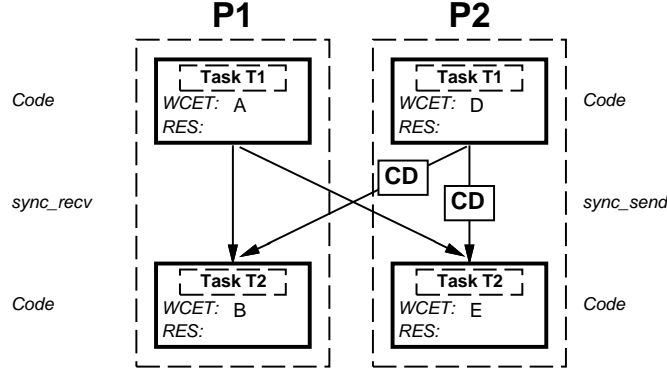 P1 P2
Code Task T1 Task T1 Code
WCET: A WCET: D
RES: RES:
CD
sync_recv CD sync_send
Code Task T2 Task T2 Code
WCET: B WCET: E
RES: RES: